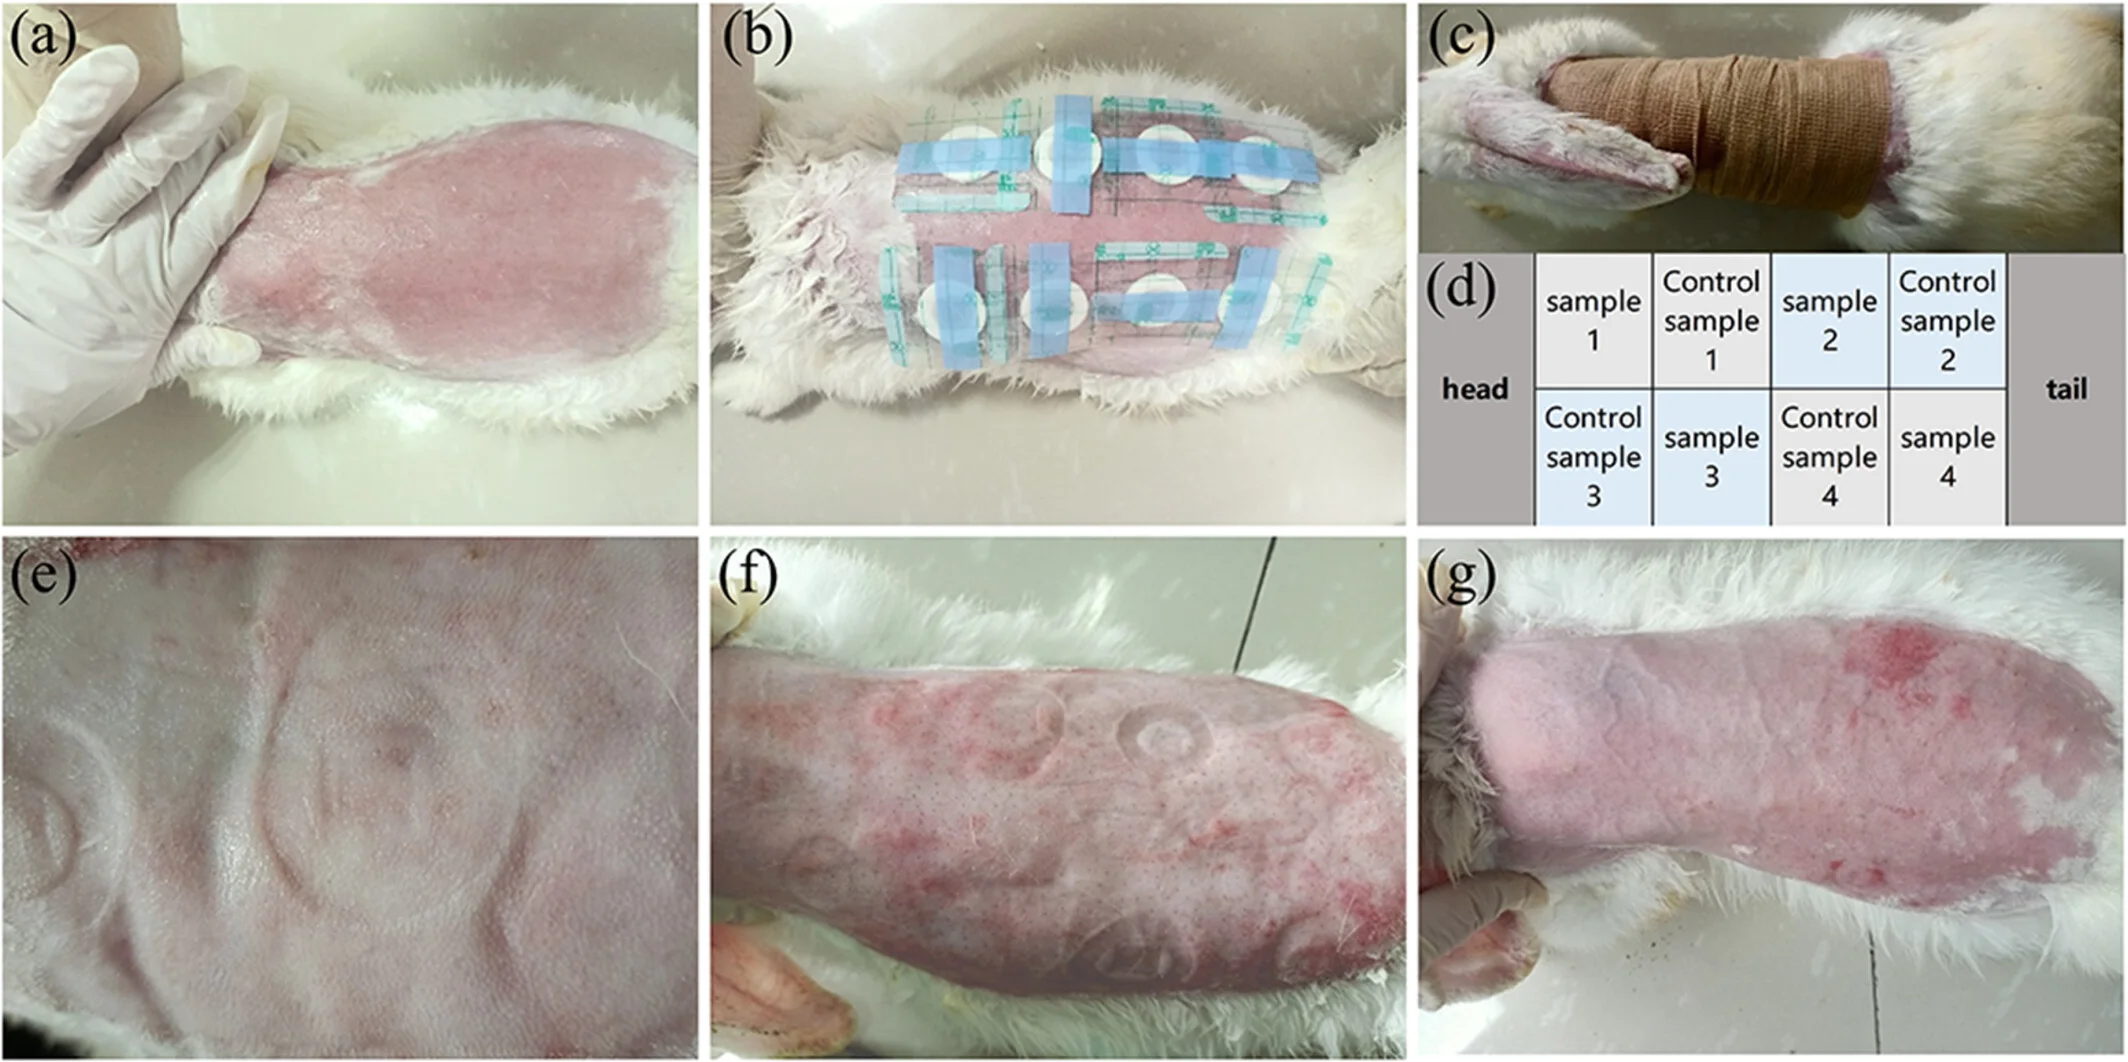 (a)
(b)
(c)
(d)
head
sample
1
Control
sample
1
sample
2
Control
sample
2
tail
Control
sample
3
sample
3
Control
sample
4
sample
4
(e)
(f)
(g)